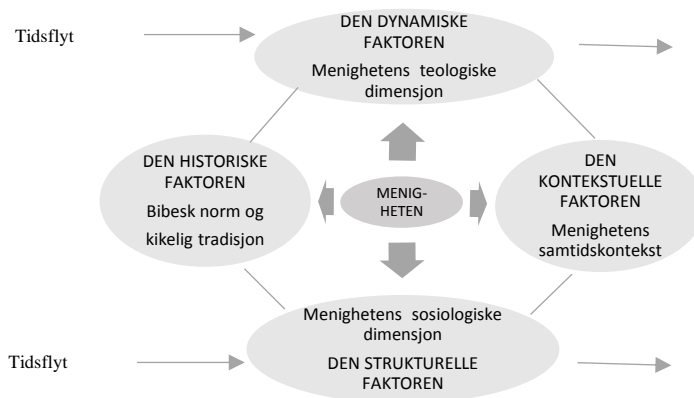 Tidsflyt
DEN DYNAMISKE
FAKTOREN
Menighetens teologiske
dimensjon
DEN HISTORISKE
FAKTOREN
Bibesk norm og
kikelig tradisjon
MENIG-
HETEN
DEN
KONTEKSTUELLE
FAKTOREN
Menighetens
samtidskontekst
Menighetens sosiologiske
dimensjon
DEN STRUKTURELLE
FAKTOREN
Tidsflyt